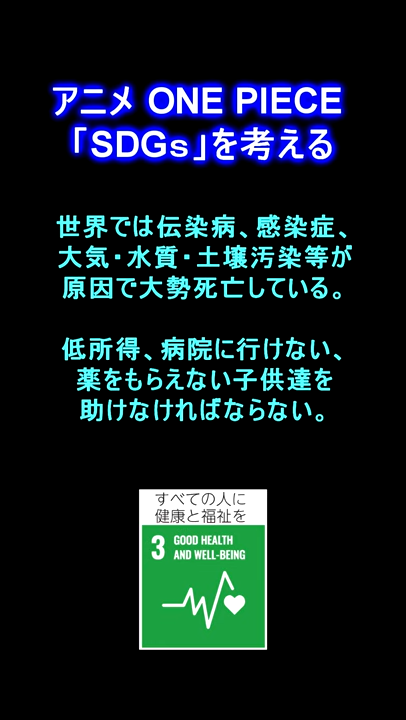 アニメ ONE PIECE
「SDGs」を考える
世界では伝染病、感染症、
大気・水質・土壌汚染等が
原因で大勢死亡している。
低所得、病院に行けない、
薬をもらえない子供達を
助けなければならない。
すべての人に
健康と福祉を
3 GOOD HEALTH
AND WELL-BEING